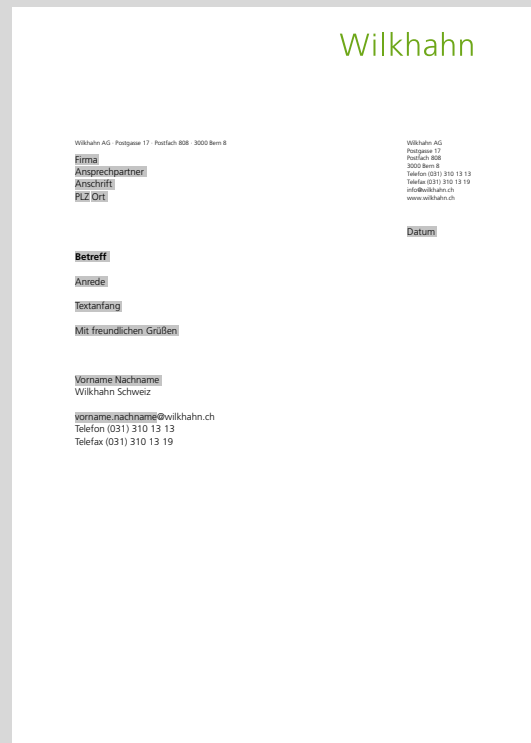 Wilkhahn
Wilkhahn AG · Postgasse 17 · Postfach 808 · 3000 Bern 8
Firma
Ansprechpartner
Anschrift
PLZ Ort
Wilkhahn AG
Postgasse 17
Postfach 808
3000 Bern 8
Telefon (031) 310 13 13
Telefax (031) 310 13 19
info@wilkhahn.ch
www.wilkhahn.ch
Datum
Betreff
Anrede
Textanfang
Mit freundlichen Grüßen
Vorname Nachname
Wilkhahn Schweiz
vorname.nachname@wilkhahn.ch
Telefon (031) 310 13 13
Telefax (031) 310 13 19